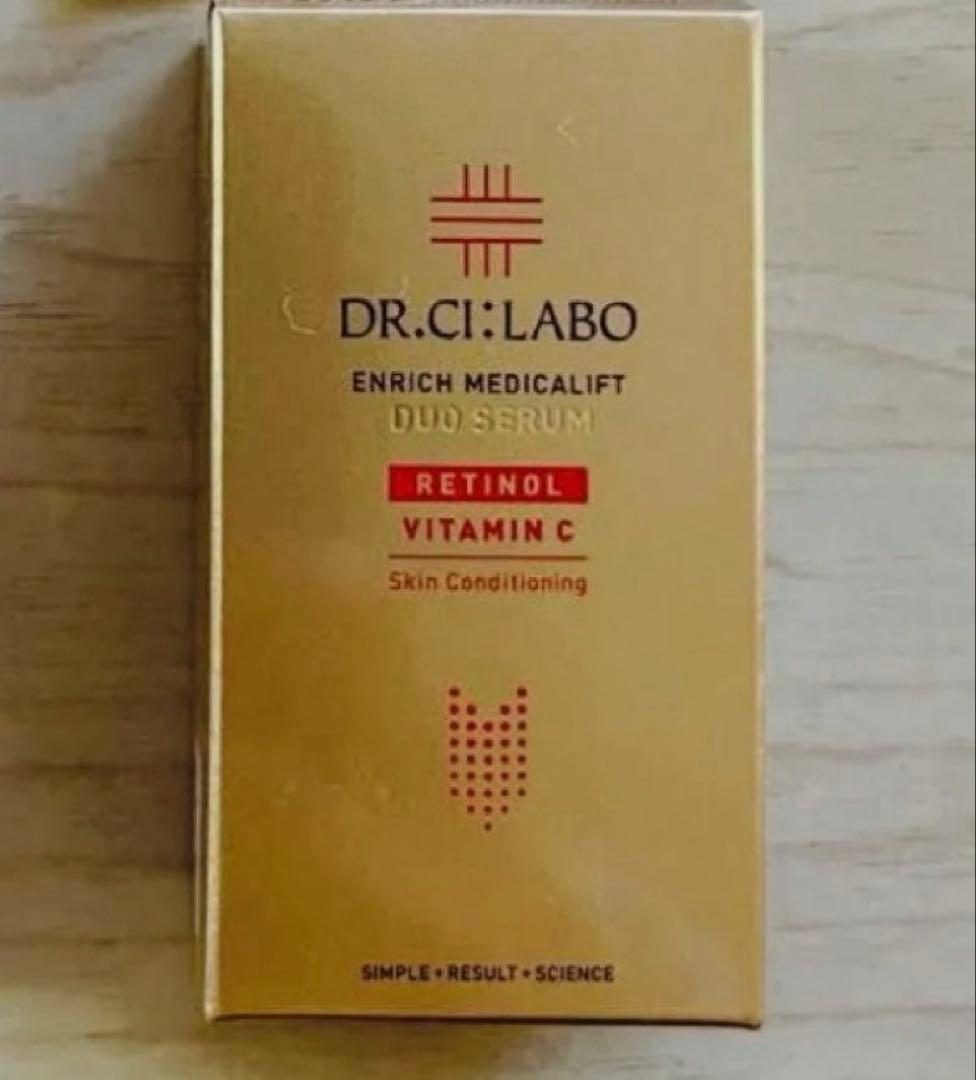 DR.CI:LABO
ENRICH MEDICALIFT
DUO SERUM
RETINOL
VITAMIN C
Skin Conditioning
SIMPLE + RESULT + SCIENCE